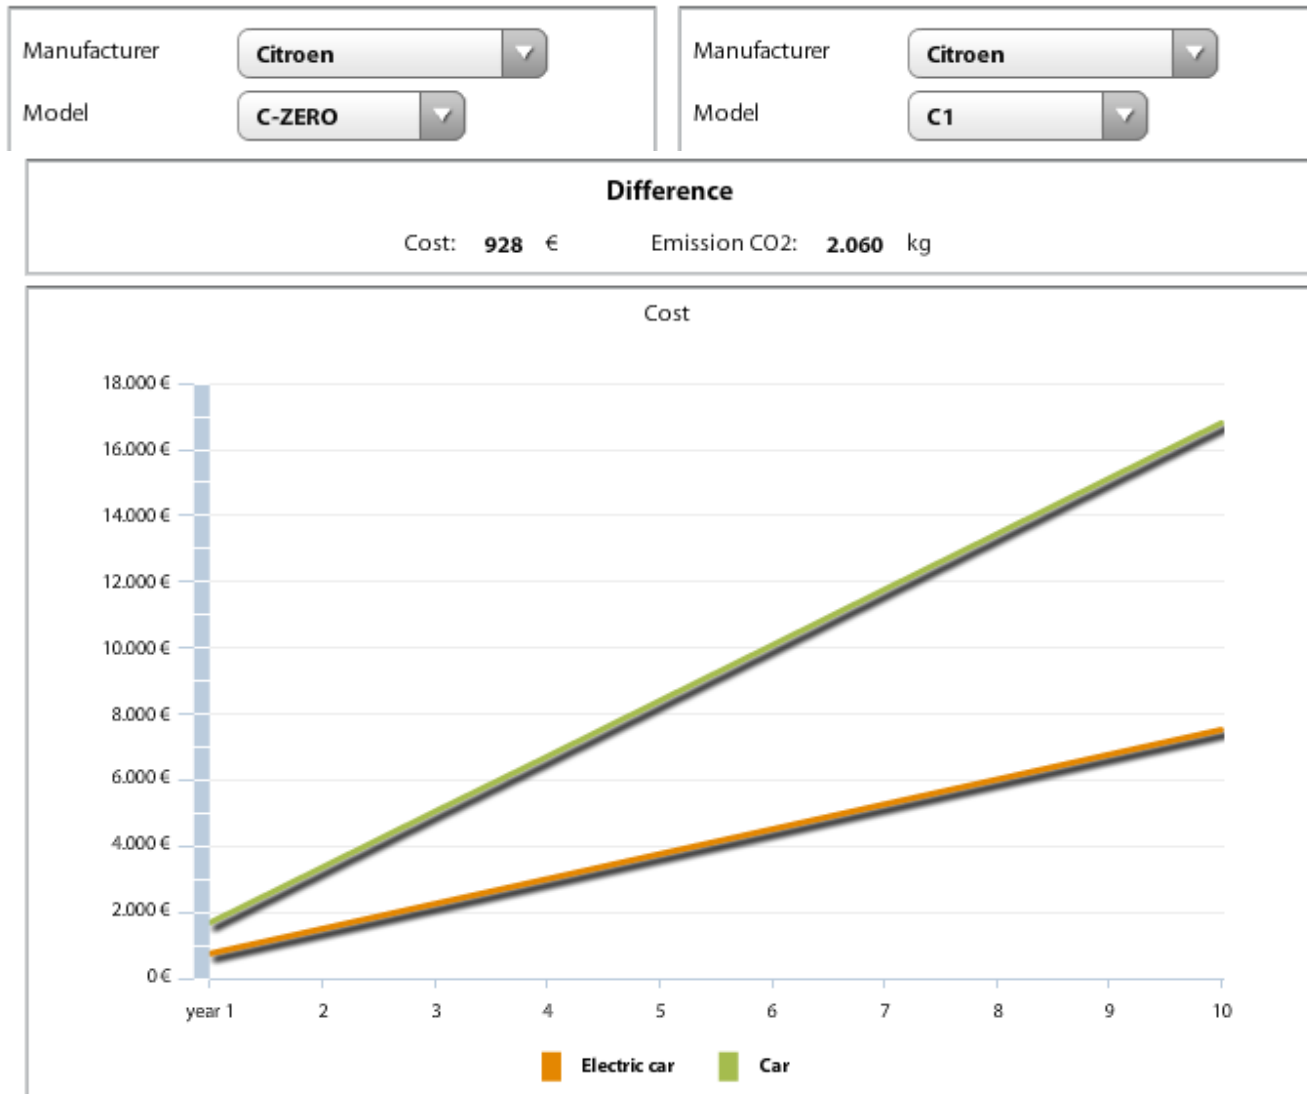 Manufacturer Citroen Manufacturer Citroen
Model C-ZERO Model C1
Difference
Cost: 928 € Emission CO2: 2.060 kg
Cost
18.000 €
16.000 €
14.000 €
12.000 €
10.000 €
8.000 €
6.000 €
4.000 €
2.000 €
0 €
year 1 2 3 4 5 6 7 8 9 10
Electric car Car